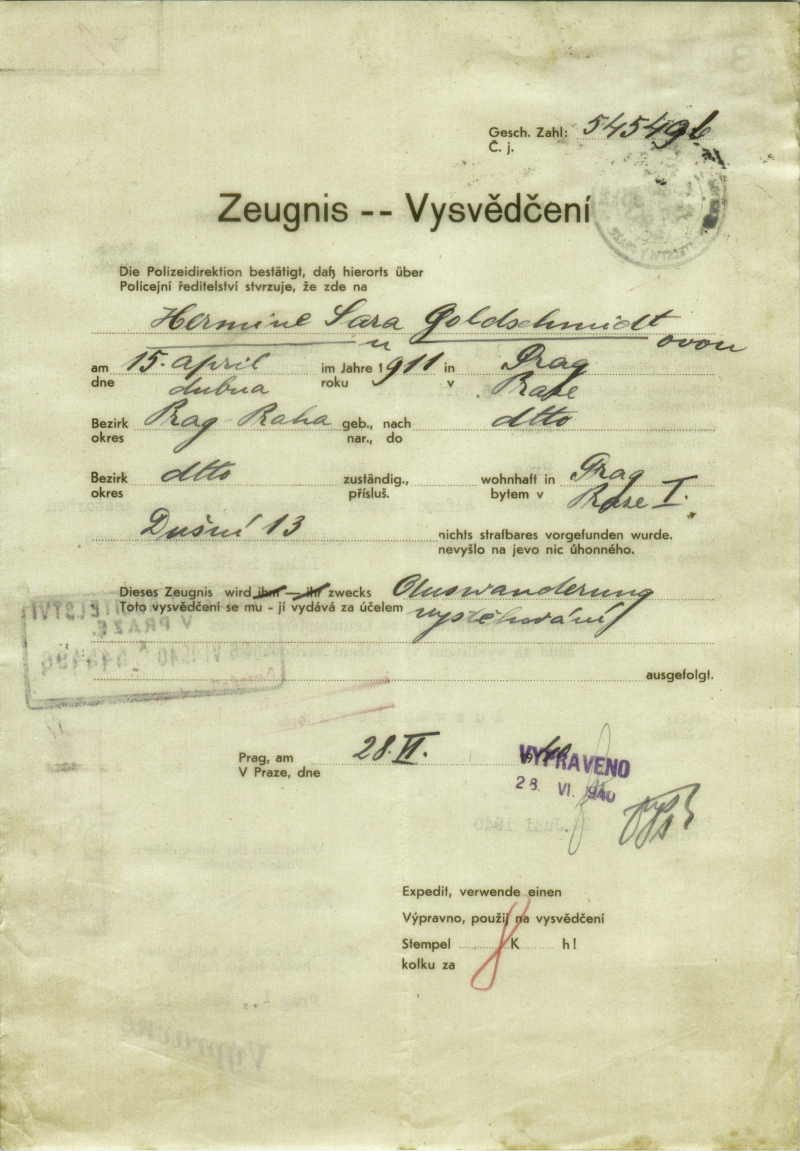 Gesch. Zahl: 545496
Č. j.
Zeugnis -- Vysvědčení
Die Polizeidirektion bestätigt, daß hierorts über
Policejní ředitelství stvrzuje, že zde na
Hermine Sara Goldschmidt
u ovou
am 15. April im Jahre 1911 in Prag
dne dubna roku v Praze
Bezirk Prag-Praha geb., nach dtto
okres nar., do
Bezirk dtto zuständig., wohnhaft in Prag
okres přísluš. bytem v Praze I.
Dušní 13 nichts strafbares vorgefunden wurde.
nevyšlo na jevo nic úhonného.
Dieses Zeugnis wird ihm — ihr zwecks Auswanderung
Toto vysvědčení se mu - jí vydává za účelem vystěhování
ausgefolgt.
Prag, am 28. VI. 40
V Praze, dne
VYPRAVENO
28. VI. 1940
Expedit, verwende einen
Výpravno, použij na vysvědčení
Stempel 8 K h!
kolku za